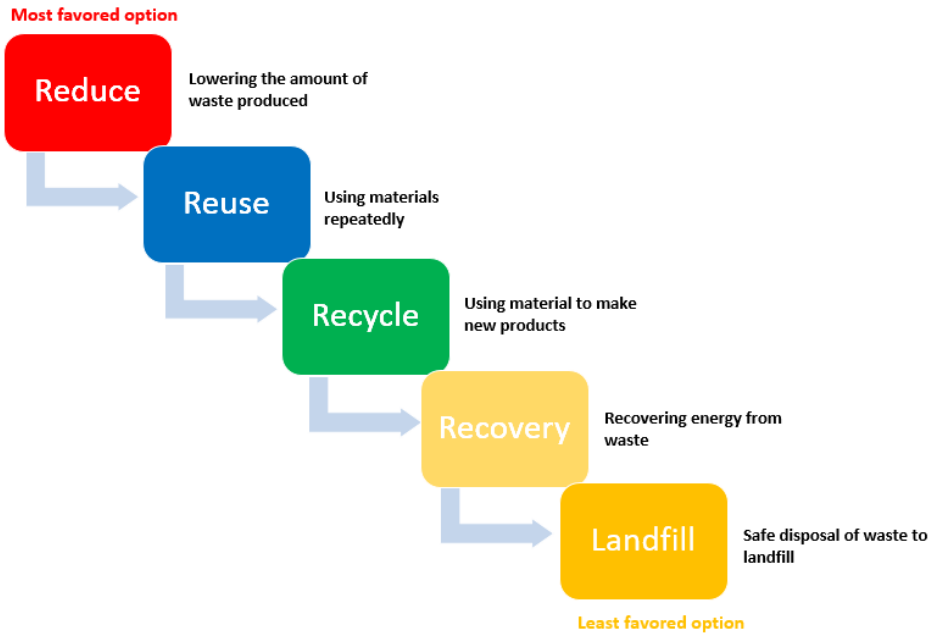 Most favored option
Reduce
Lowering the amount of
waste produced
Reuse
Using materials
repeatedly
Recycle
Using material to make
new products
Recovery
Recovering energy from
waste
Landfill
Safe disposal of waste to
landfill
Least favored option